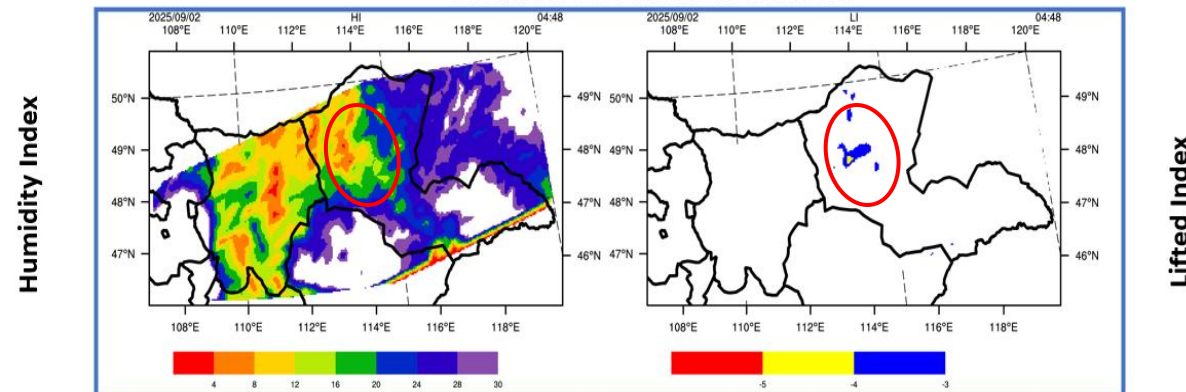 Humidity Index
2025/09/02 HI 04:48
108°E 110°E 112°E 114°E 116°E 118°E 120°E
50°N 49°N
49°N 48°N
48°N 47°N
47°N 46°N
108°E 110°E 112°E 114°E 116°E 118°E
4 8 12 16 20 24 28 30
2025/09/02 LI 04:48
108°E 110°E 112°E 114°E 116°E 118°E 120°E
50°N 49°N
49°N 48°N
48°N 47°N
47°N 46°N
108°E 110°E 112°E 114°E 116°E 118°E
-5 -4 -3
Lifted Index